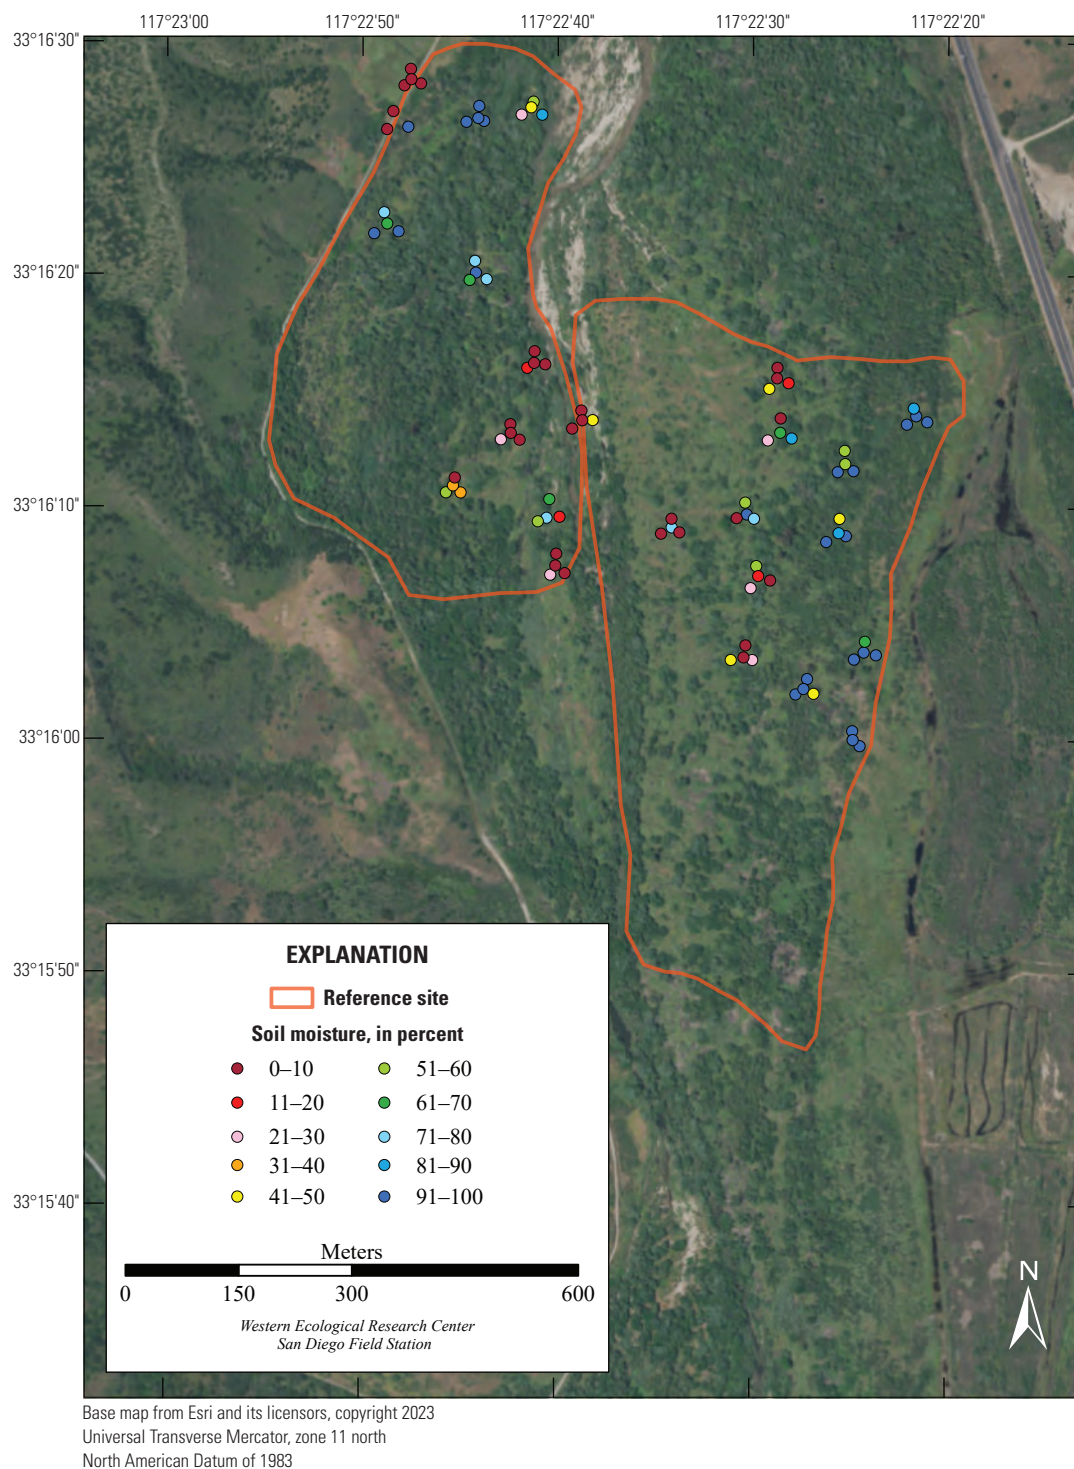 117°23'00" 117°22'50" 117°22'40" 117°22'30" 117°22'20"
33°16'30"
33°16'20"
33°16'10"
33°16'00"
33°15'50"
33°15'40"
EXPLANATION
Reference site
Soil moisture, in percent
0–10 51–60
11–20 61–70
21–30 71–80
31–40 81–90
41–50 91–100
Meters
0 150 300 600
Western Ecological Research Center
San Diego Field Station
N
Base map from Esri and its licensors, copyright 2023
Universal Transverse Mercator, zone 11 north
North American Datum of 1983